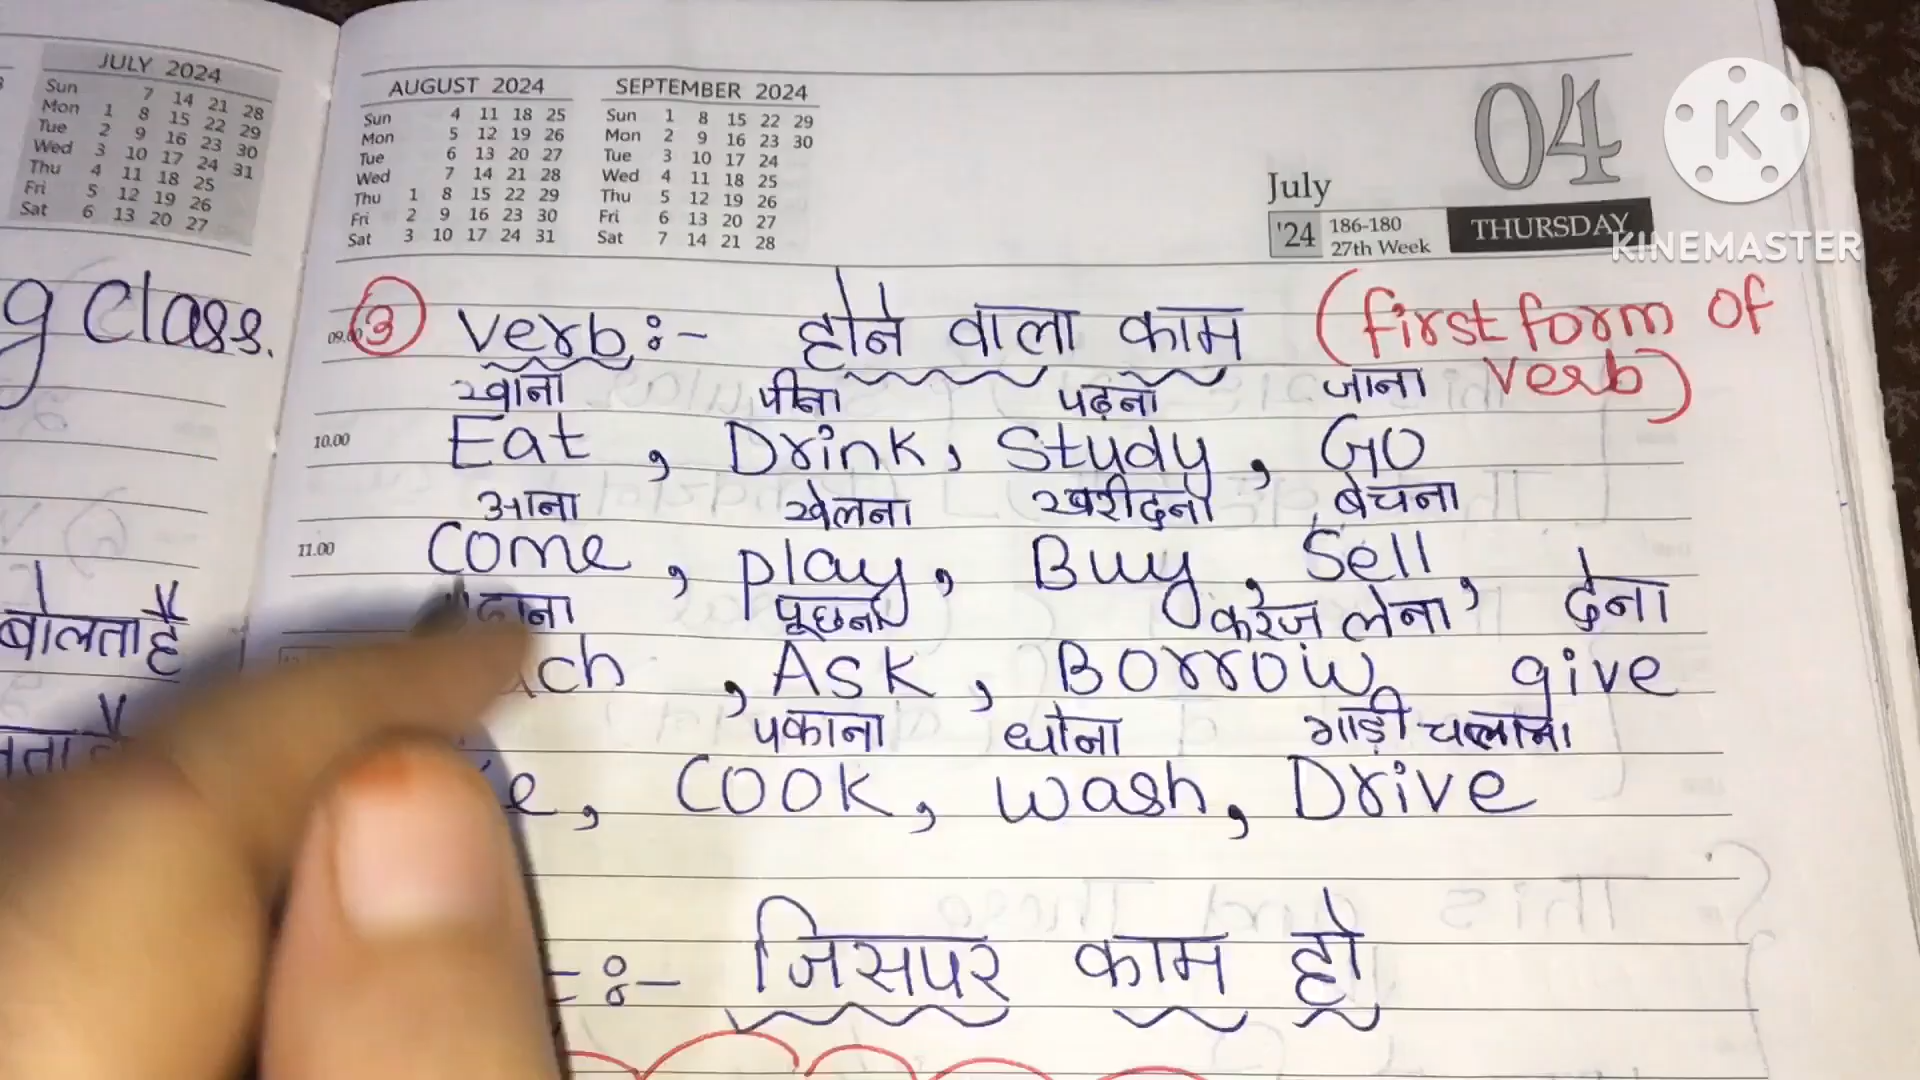 JULY 2024
Sun 7 14 21 28
Mon 1 8 15 22 29
Tue 2 9 16 23 30
Wed 3 10 17 24 31
Thu 4 11 18 25
Fri 5 12 19 26
Sat 6 13 20 27
AUGUST 2024
Sun 4 11 18 25
Mon 5 12 19 26
Tue 6 13 20 27
Wed 7 14 21 28
Thu 1 8 15 22 29
Fri 2 9 16 23 30
Sat 3 10 17 24 31
SEPTEMBER 2024
Sun 1 8 15 22 29
Mon 2 9 16 23 30
Tue 3 10 17 24
Wed 4 11 18 25
Thu 5 12 19 26
Fri 6 13 20 27
Sat 7 14 21 28
July 04
'24 186-180 27th Week THURSDAY
K
KINEMASTER
g Class.
बोलता है
09.00 3 verb :- होने वाला काम (first form of
verb)
खाना पीना पढ़ना जाना
10.00 Eat, Drink, Study, Go
आना खेलना खरीदना बेचना
11.00 Come, play, Buy, Sell,
पूछना करेज लेना देना
ach, Ask, Borrow give
पकाना धोना गाड़ी चलाना
e, Cook, wash, Drive
:- जिसपर काम हो